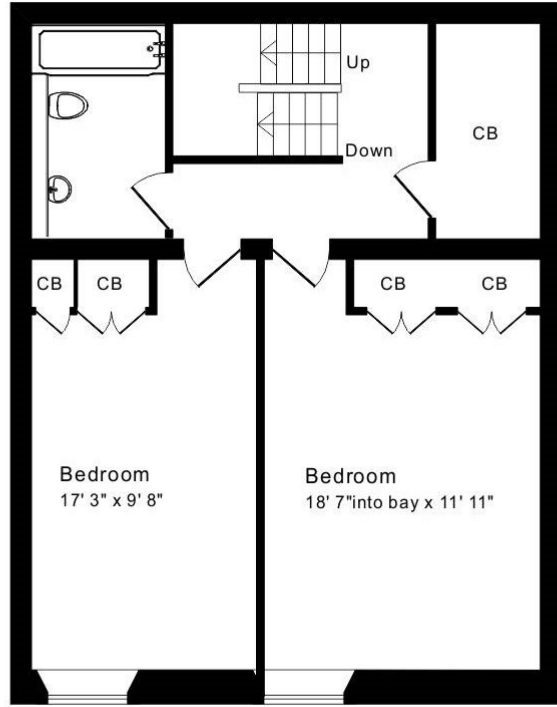 Up
CB
Down
CB
CB
CB
CB
Bedroom
17' 3" x 9' 8"
Bedroom
18' 7"into bay x 11' 11"